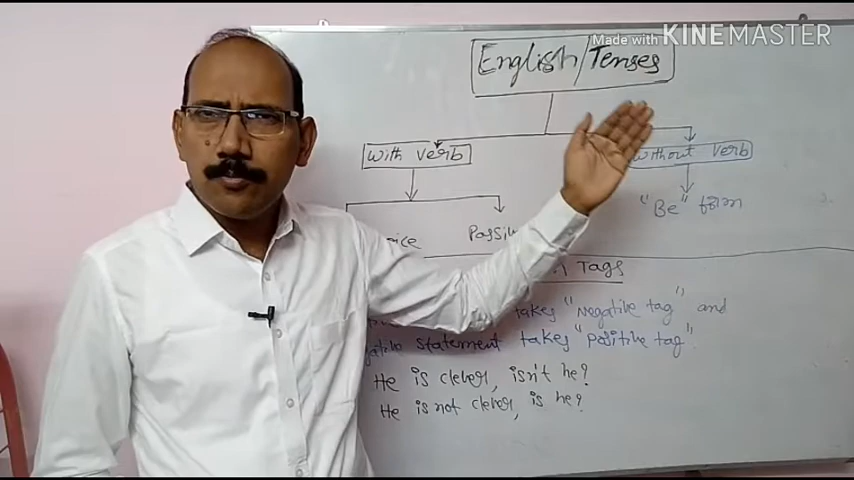 Made with KINEMASTER
English/Tenses
With verb
Without verb
"Be" फ़ॉर्म
Tags
takes "negative tag" and
statement takes "positive tag"
He is clever, isn't he?
He is not clever, is he?